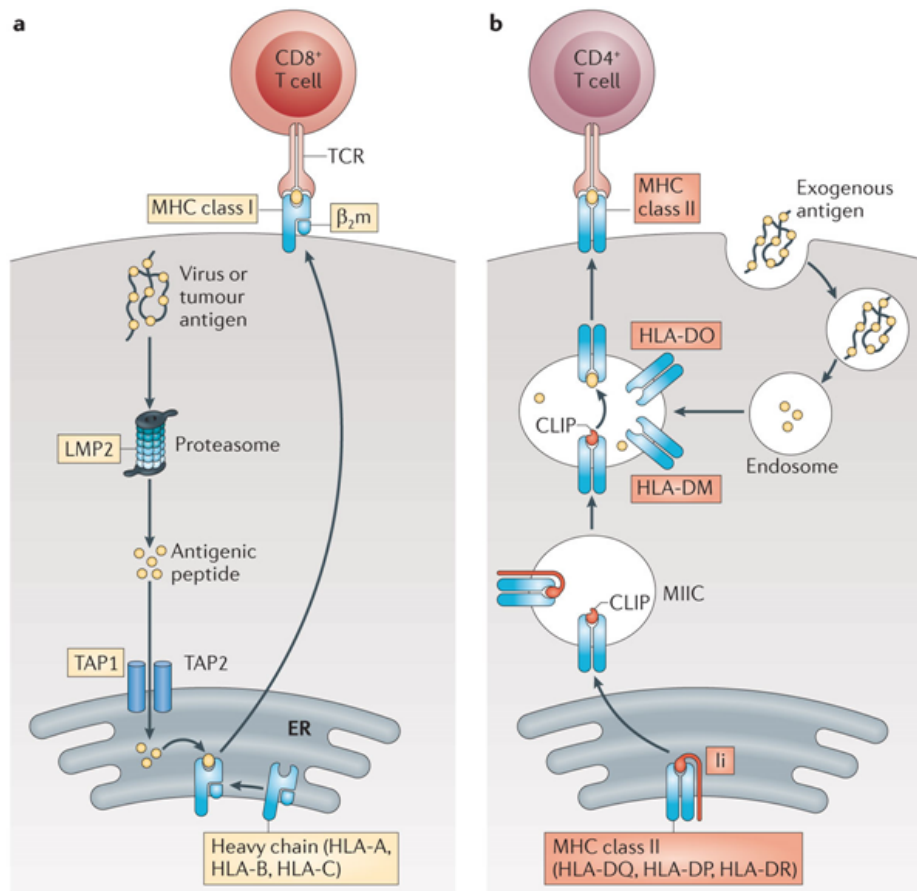 a
CD8⁺
T cell
TCR
MHC class I
β₂m
Virus or
tumour
antigen
LMP2
Proteasome
Antigenic
peptide
TAP1
TAP2
ER
Heavy chain (HLA-A,
HLA-B, HLA-C)
b
CD4⁺
T cell
MHC
class II
Exogenous
antigen
HLA-DO
CLIP
HLA-DM
Endosome
CLIP
MIIC
Ii
MHC class II
(HLA-DQ, HLA-DP, HLA-DR)